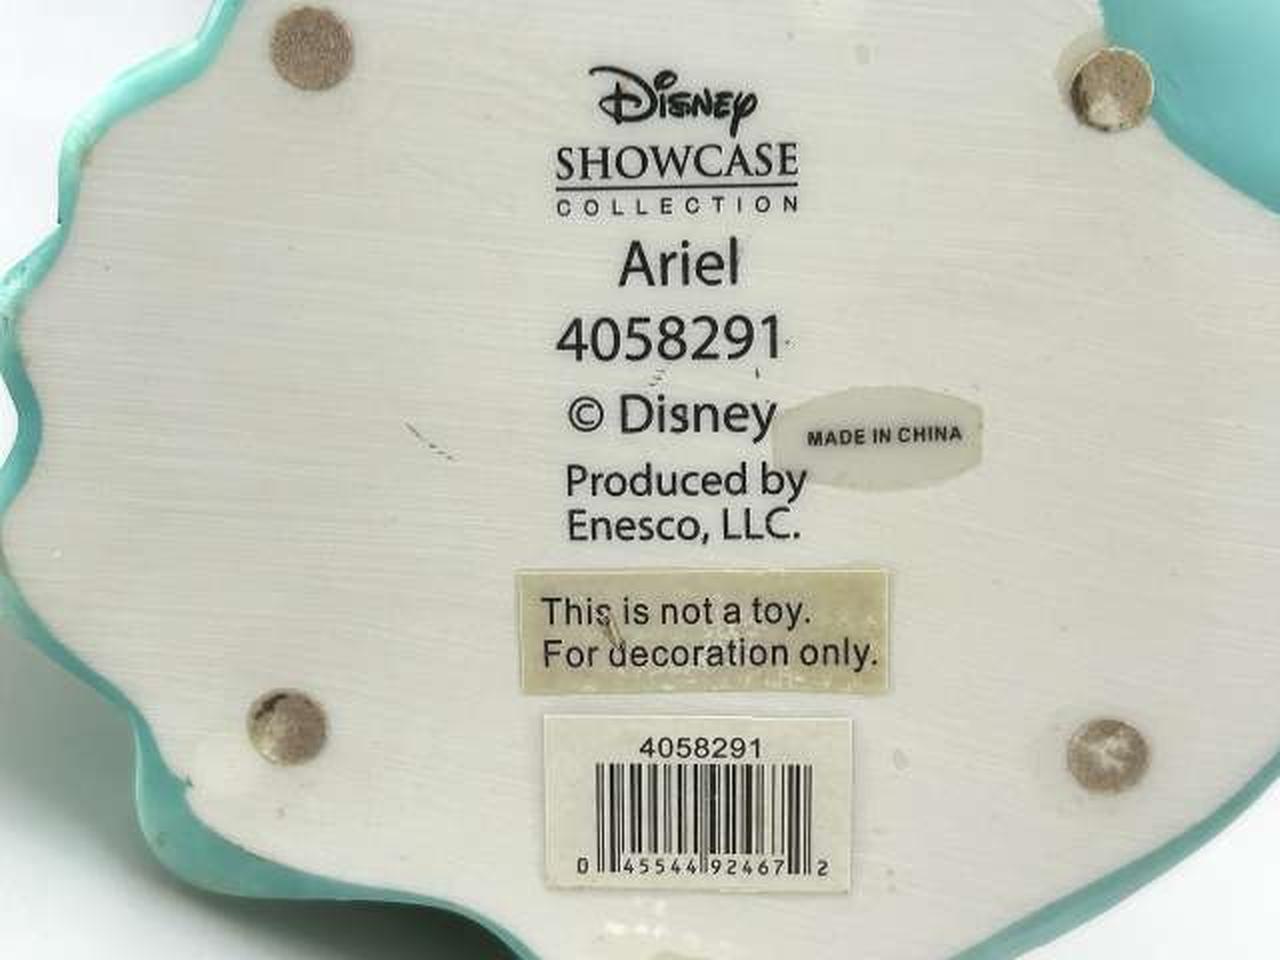 Disney
SHOWCASE
COLLECTION
Ariel
4058291
© Disney
MADE IN CHINA
Produced by
Enesco, LLC.
This is not a toy.
For decoration only.
4058291
0 45544 92467 2